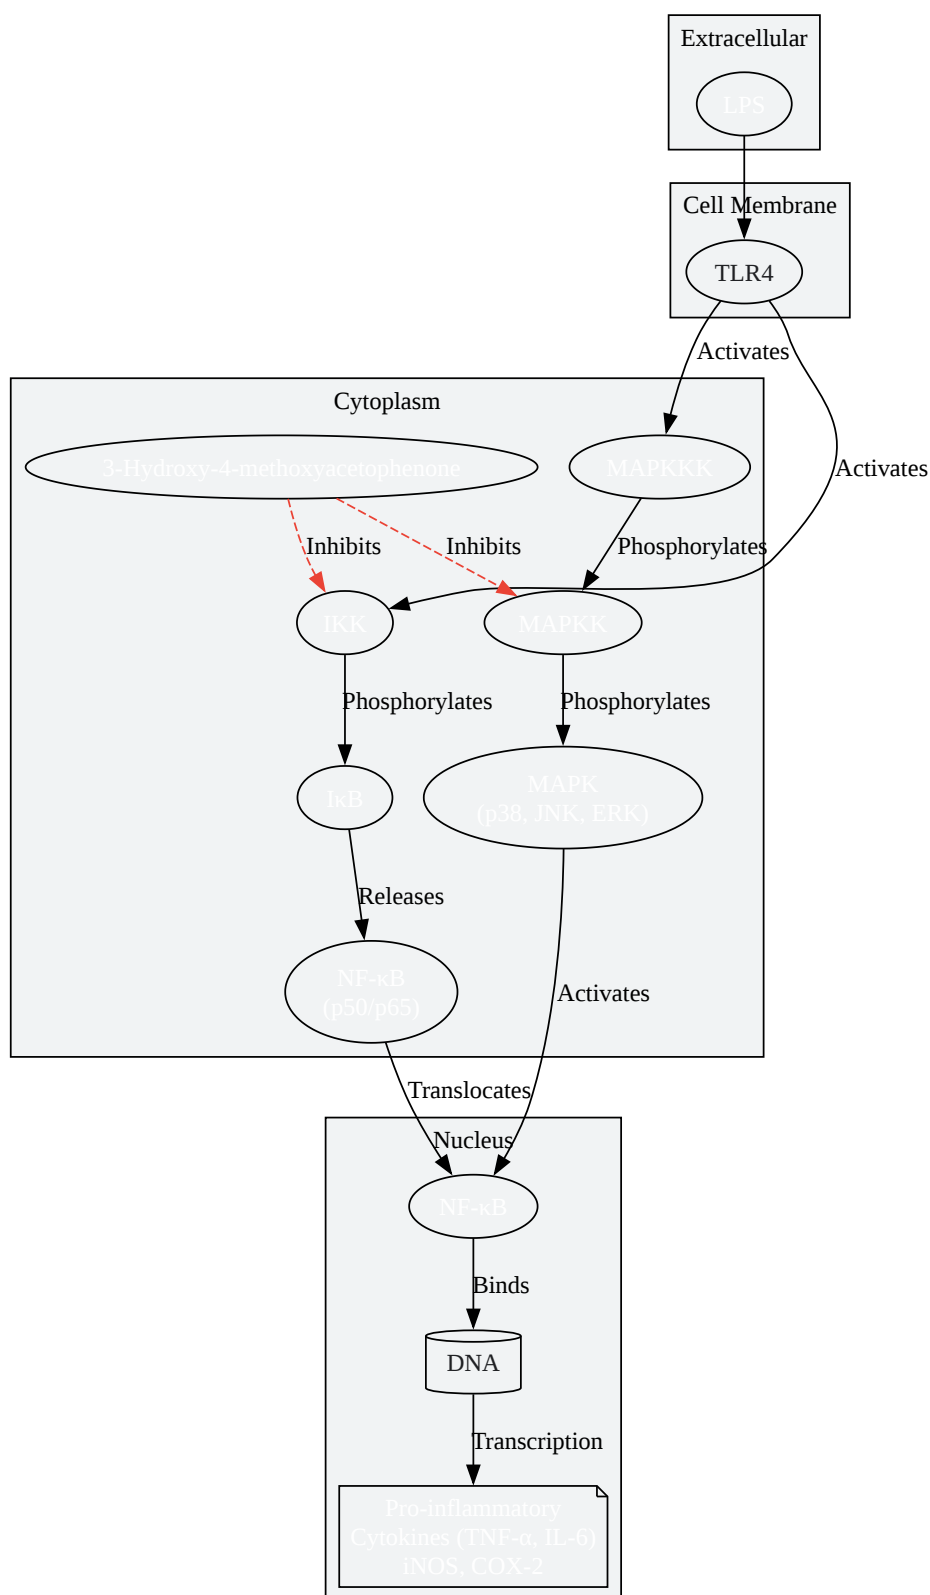 Extracellular
LPS
Cell Membrane
TLR4
Activates
Cytoplasm
3-Hydroxy-4-methoxyacetophenone
MAPKKK
Activates
Inhibits
Inhibits
Phosphorylates
IKK
MAPKK
Phosphorylates
Phosphorylates
IκB
MAPK
(p38, JNK, ERK)
Releases
NF-κB
(p50/p65)
Activates
Translocates
Nucleus
NF-κB
Binds
DNA
Transcription
Pro-inflammatory
Cytokines (TNF-α, IL-6)
iNOS, COX-2